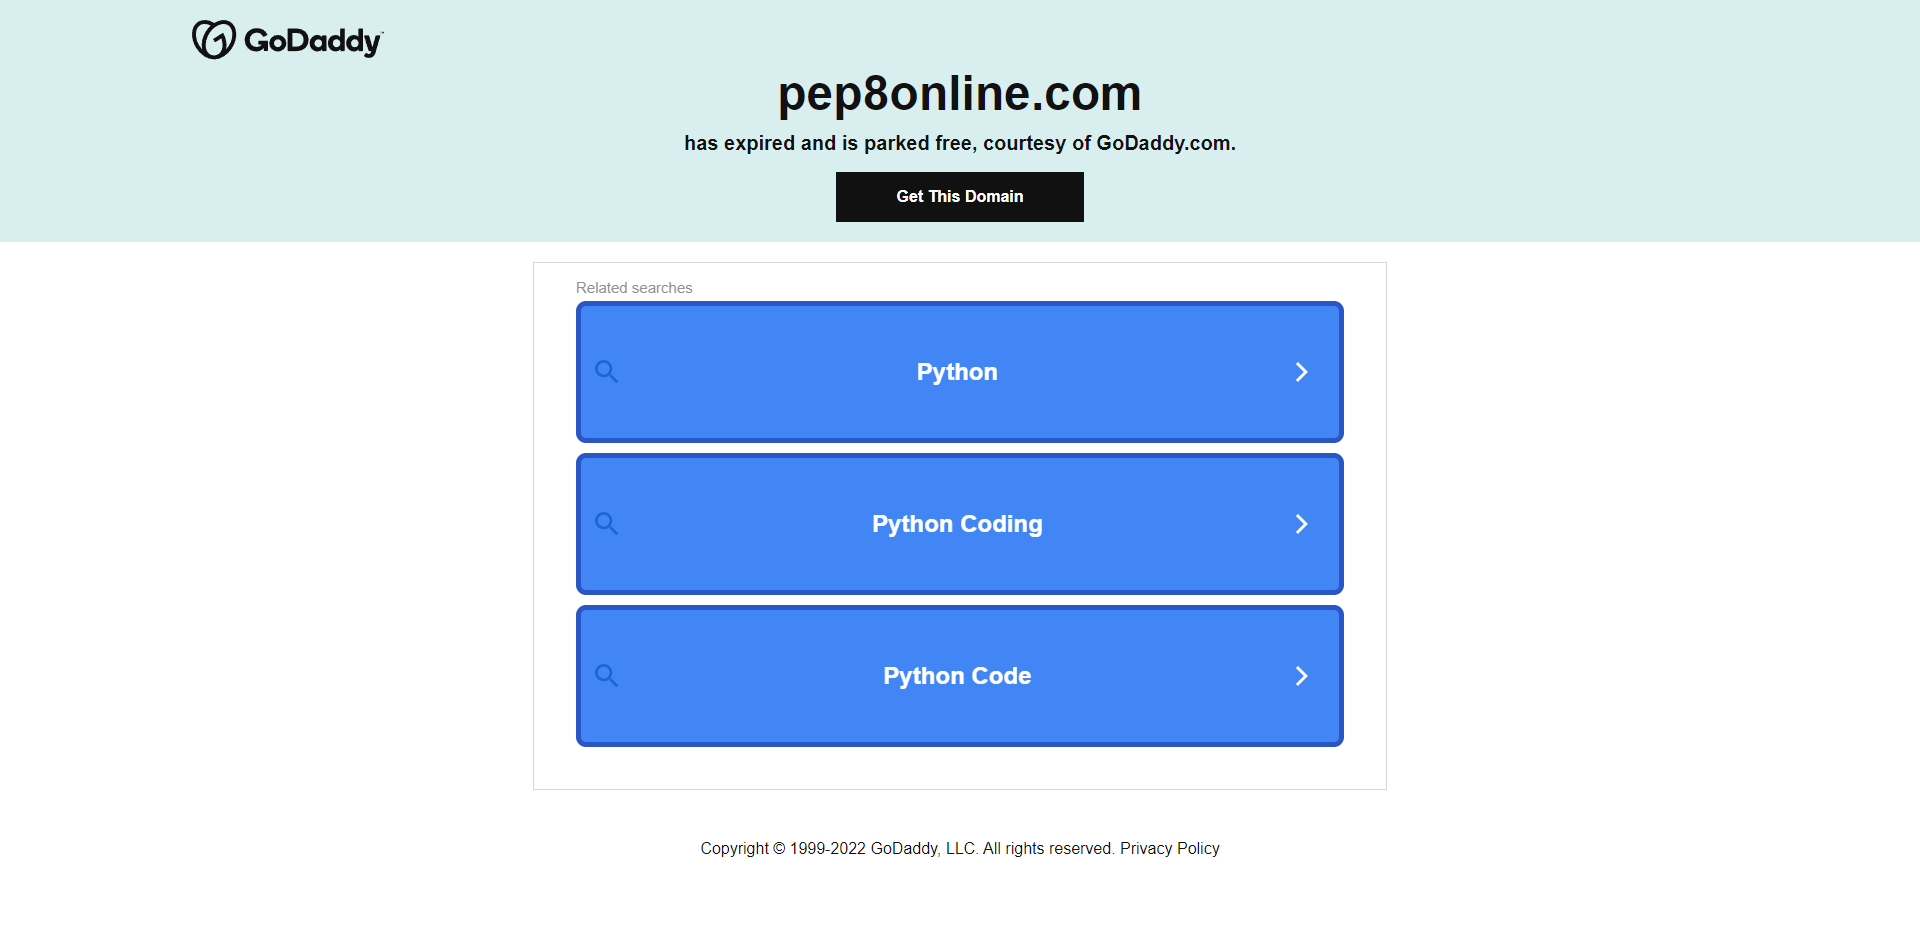 GoDaddy
pep8online.com
has expired and is parked free, courtesy of GoDaddy.com.
Get This Domain
Related searches
Python
Python Coding
Python Code
Copyright © 1999-2022 GoDaddy, LLC. All rights reserved. Privacy Policy